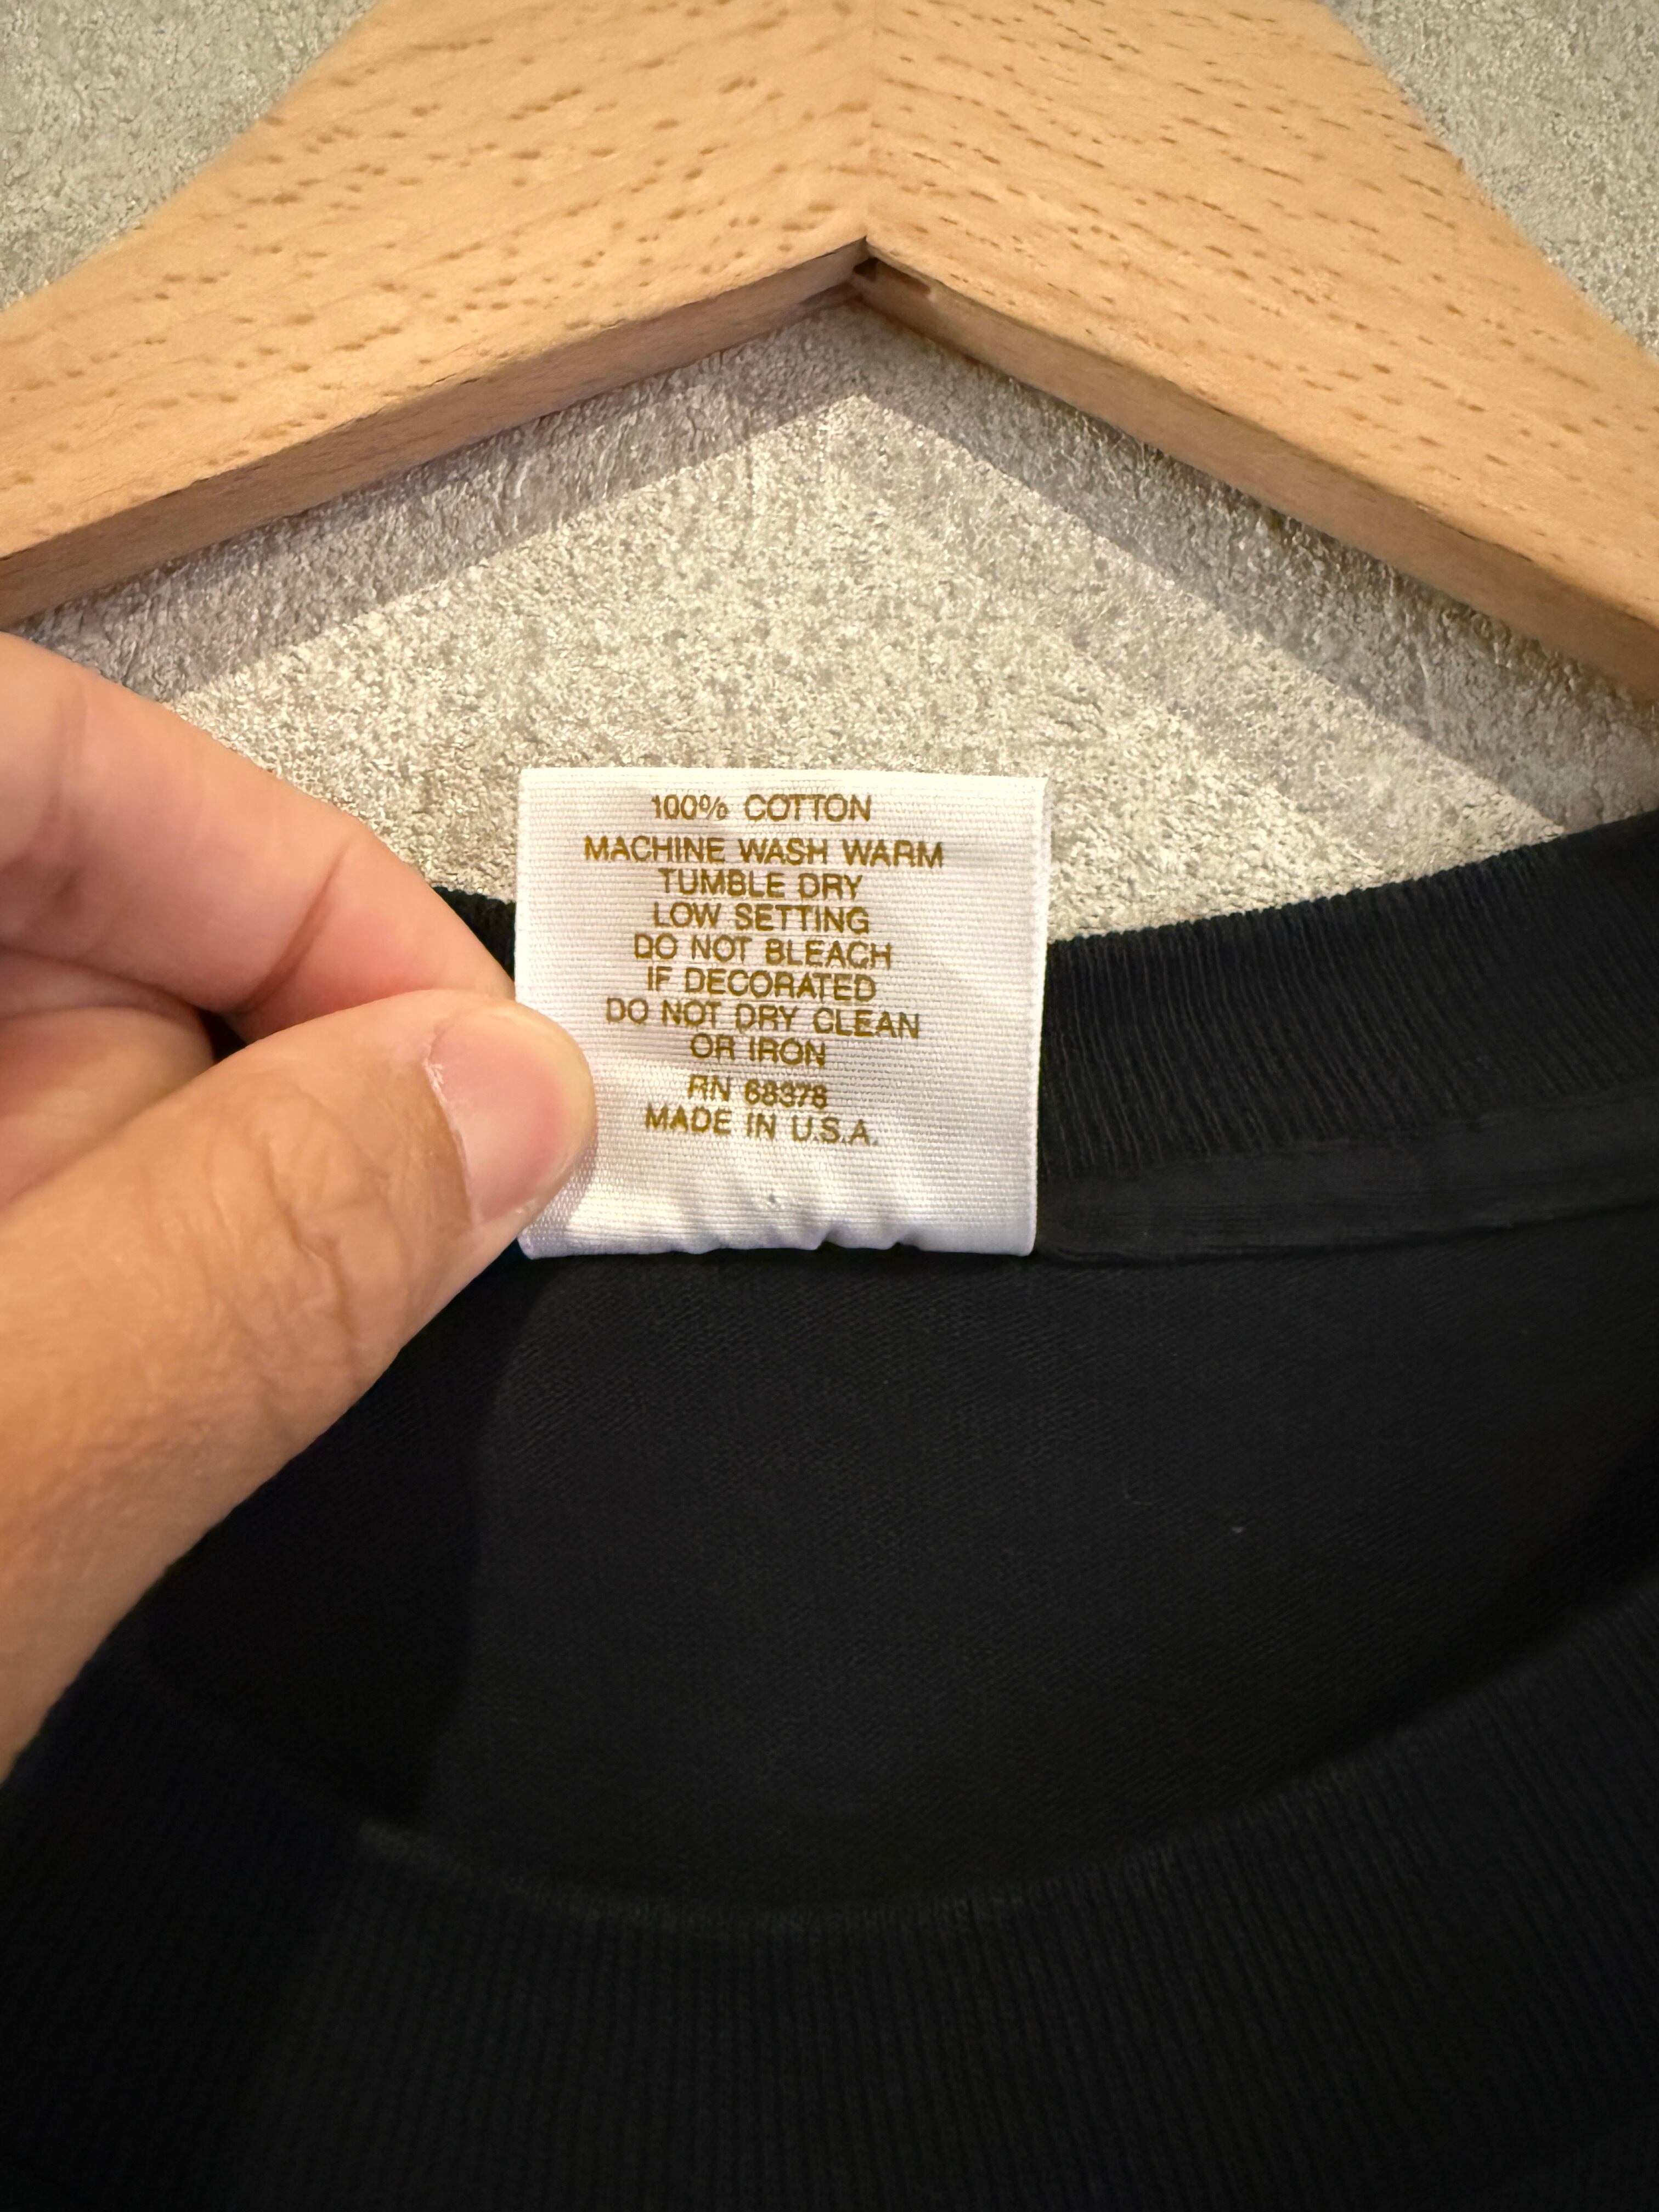 100% COTTON
MACHINE WASH WARM
TUMBLE DRY
LOW SETTING
DO NOT BLEACH
IF DECORATED
DO NOT DRY CLEAN
OR IRON
RN 68378
MADE IN U.S.A.